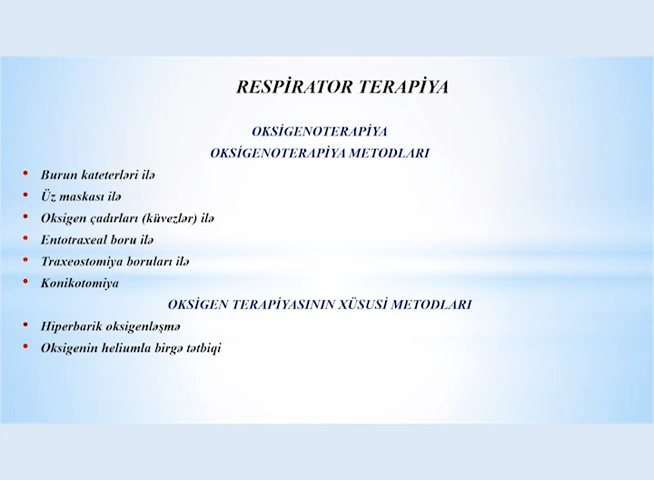 RESPİRATOR TERAPİYA
OKSİGENOTERAPİYA
OKSİGENOTERAPİYA METODLARI
• Burun kateterləri ilə
• Üz maskası ilə
• Oksigen çadırları (küvezlər) ilə
• Entotraxeal boru ilə
• Traxeostomiya boruları ilə
• Konikotomiya
OKSİGEN TERAPİYASININ XÜSUSİ METODLARI
• Hiperbarik oksigenləşmə
• Oksigenin heliumla birgə tətbiqi